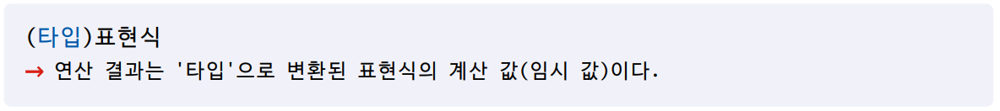 (타입)표현식
→ 연산 결과는 '타입'으로 변환된 표현식의 계산 값(임시 값)이다.